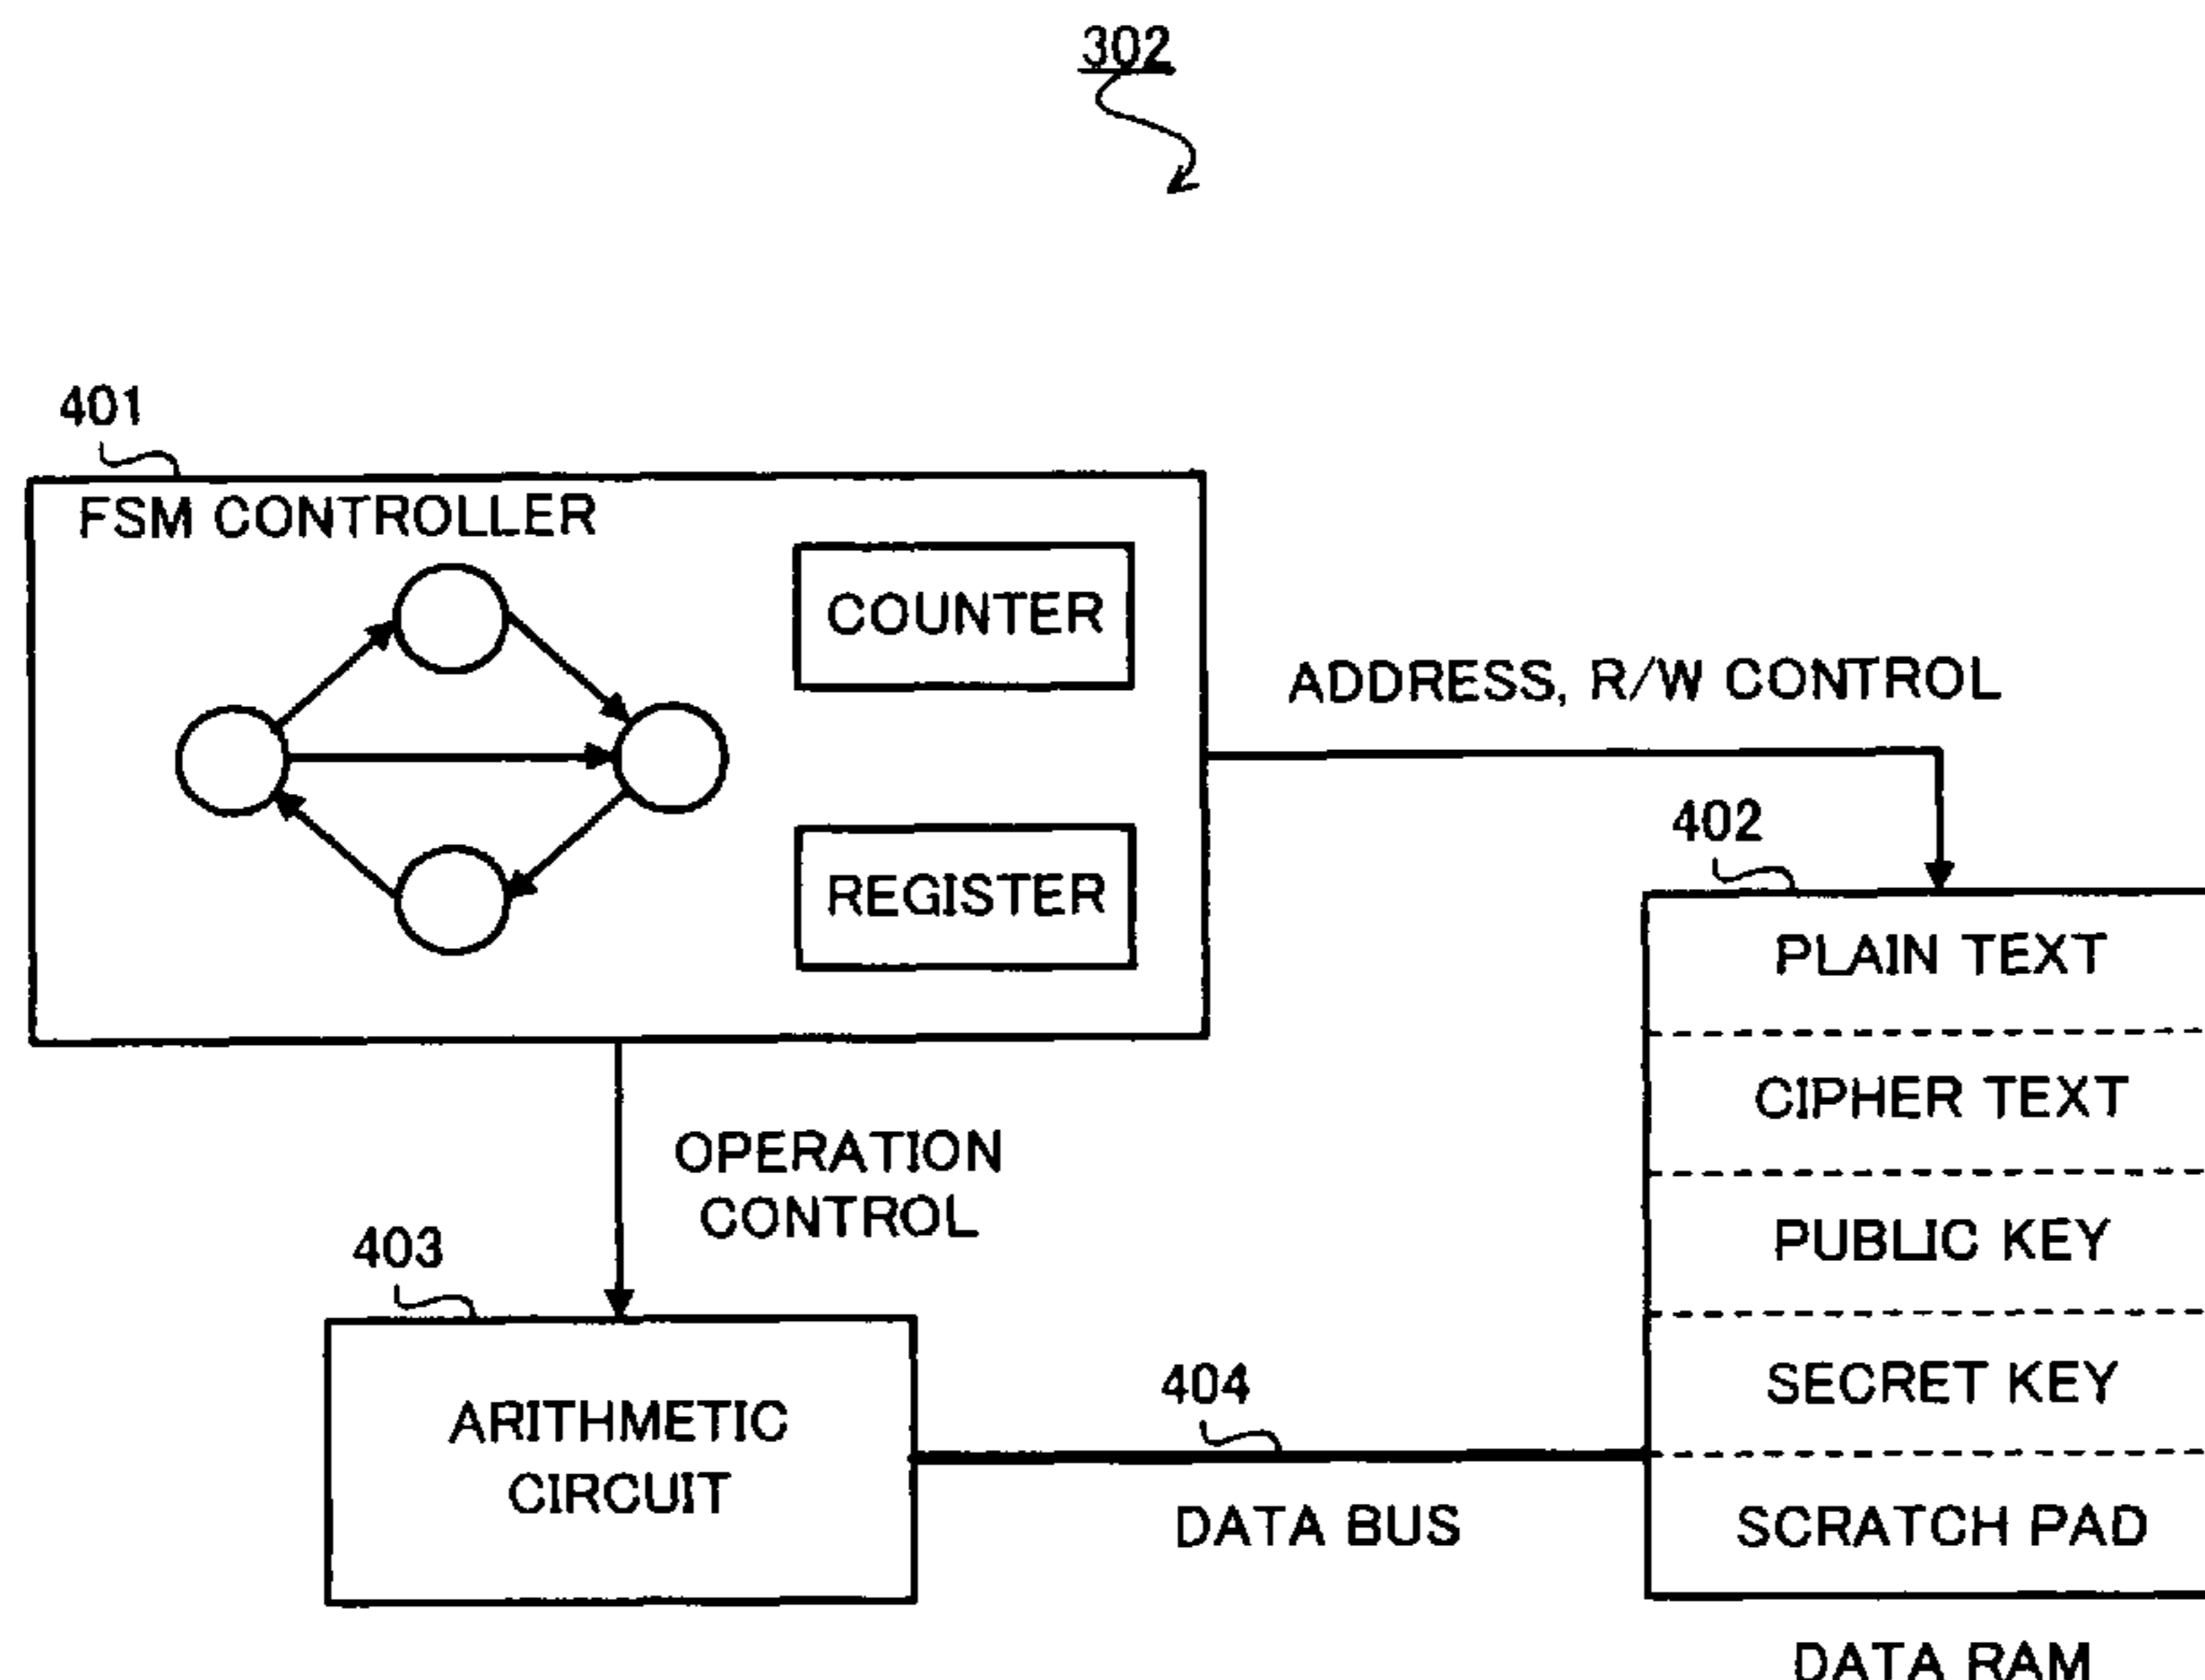 302
401
FSM CONTROLLER
COUNTER
REGISTER
ADDRESS, R/W CONTROL
402
PLAIN TEXT
CIPHER TEXT
PUBLIC KEY
SECRET KEY
SCRATCH PAD
DATA RAM
OPERATION
CONTROL
403
ARITHMETIC
CIRCUIT
404
DATA BUS